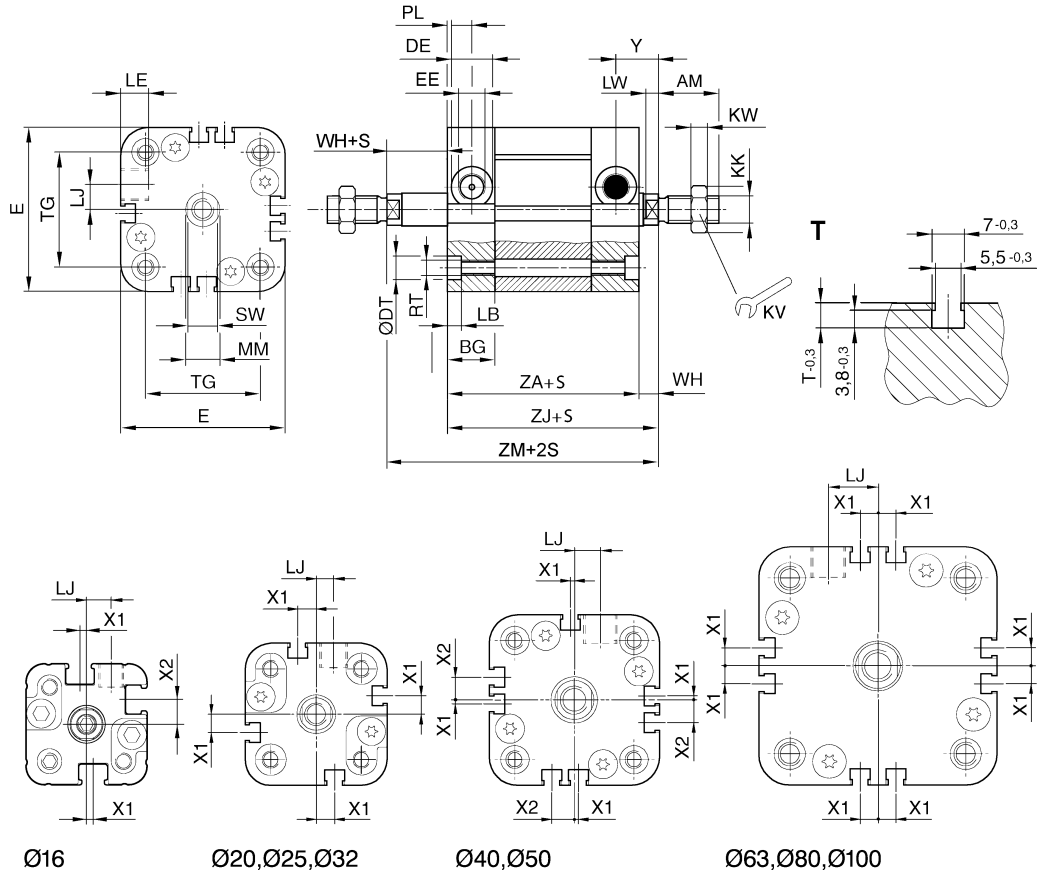 PL
DE
Y
LE
EE
LW
AM
KW
WH+S
KK
E
TG
LJ
T
7-0,3
5,5-0,3
SW
ØDT
RT
LB
KV
T-0,3
3,8-0,3
MM
BG
TG
ZA+S
WH
E
ZJ+S
ZM+2S
LJ
X1
X1
LJ
X1
LJ
X1
LJ
X1
X2
X1
X1
X2
X1
X1
X1
X1
X1
X2
X1
X1
X1
X1
X2
X1
X1
X1
Ø16
Ø20,Ø25,Ø32
Ø40,Ø50
Ø63,Ø80,Ø100